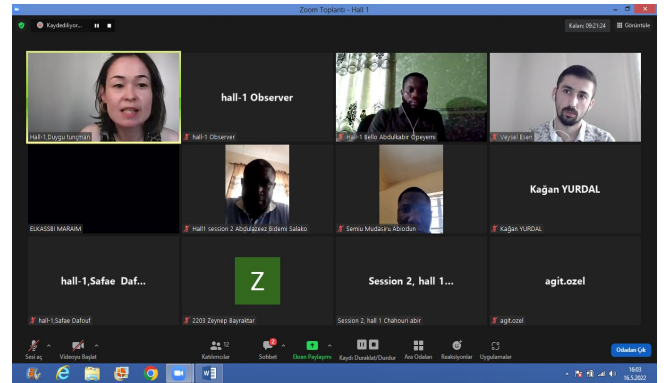 Zoom Toplantı - Hall 1
Kaydediliyor...
Kalan: 09:21:24
Görüntüle
Hall-1,Duygu tunçman
hall-1 Observer
hall-1 Observer
Hall-1 Bello Abdulkabir Opeyemi
Veysel Esen
ELKASSBI MARAIM
Hall1 session 2 Abdulazeez Bidemi Salako
Semiu Mudasiru Abiodun
Kağan YURDAL
Kağan YURDAL
hall-1,Safae Daf...
hall-1,Safae Dafouf
Z
2203 Zeynep Bayraktar
Session 2, hall 1...
Session 2, hall 1 Chahouri abir
agit.ozel
agit.ozel
12
2
Sesi aç
Videoyu Başlat
Katılımcılar
Sohbet
Ekran Paylaşımı
Kaydı Duraklat/Durdur
Ara Odaları
Reaksiyonlar
Uygulamalar
Odadan Çık
16:03
16.5.2022